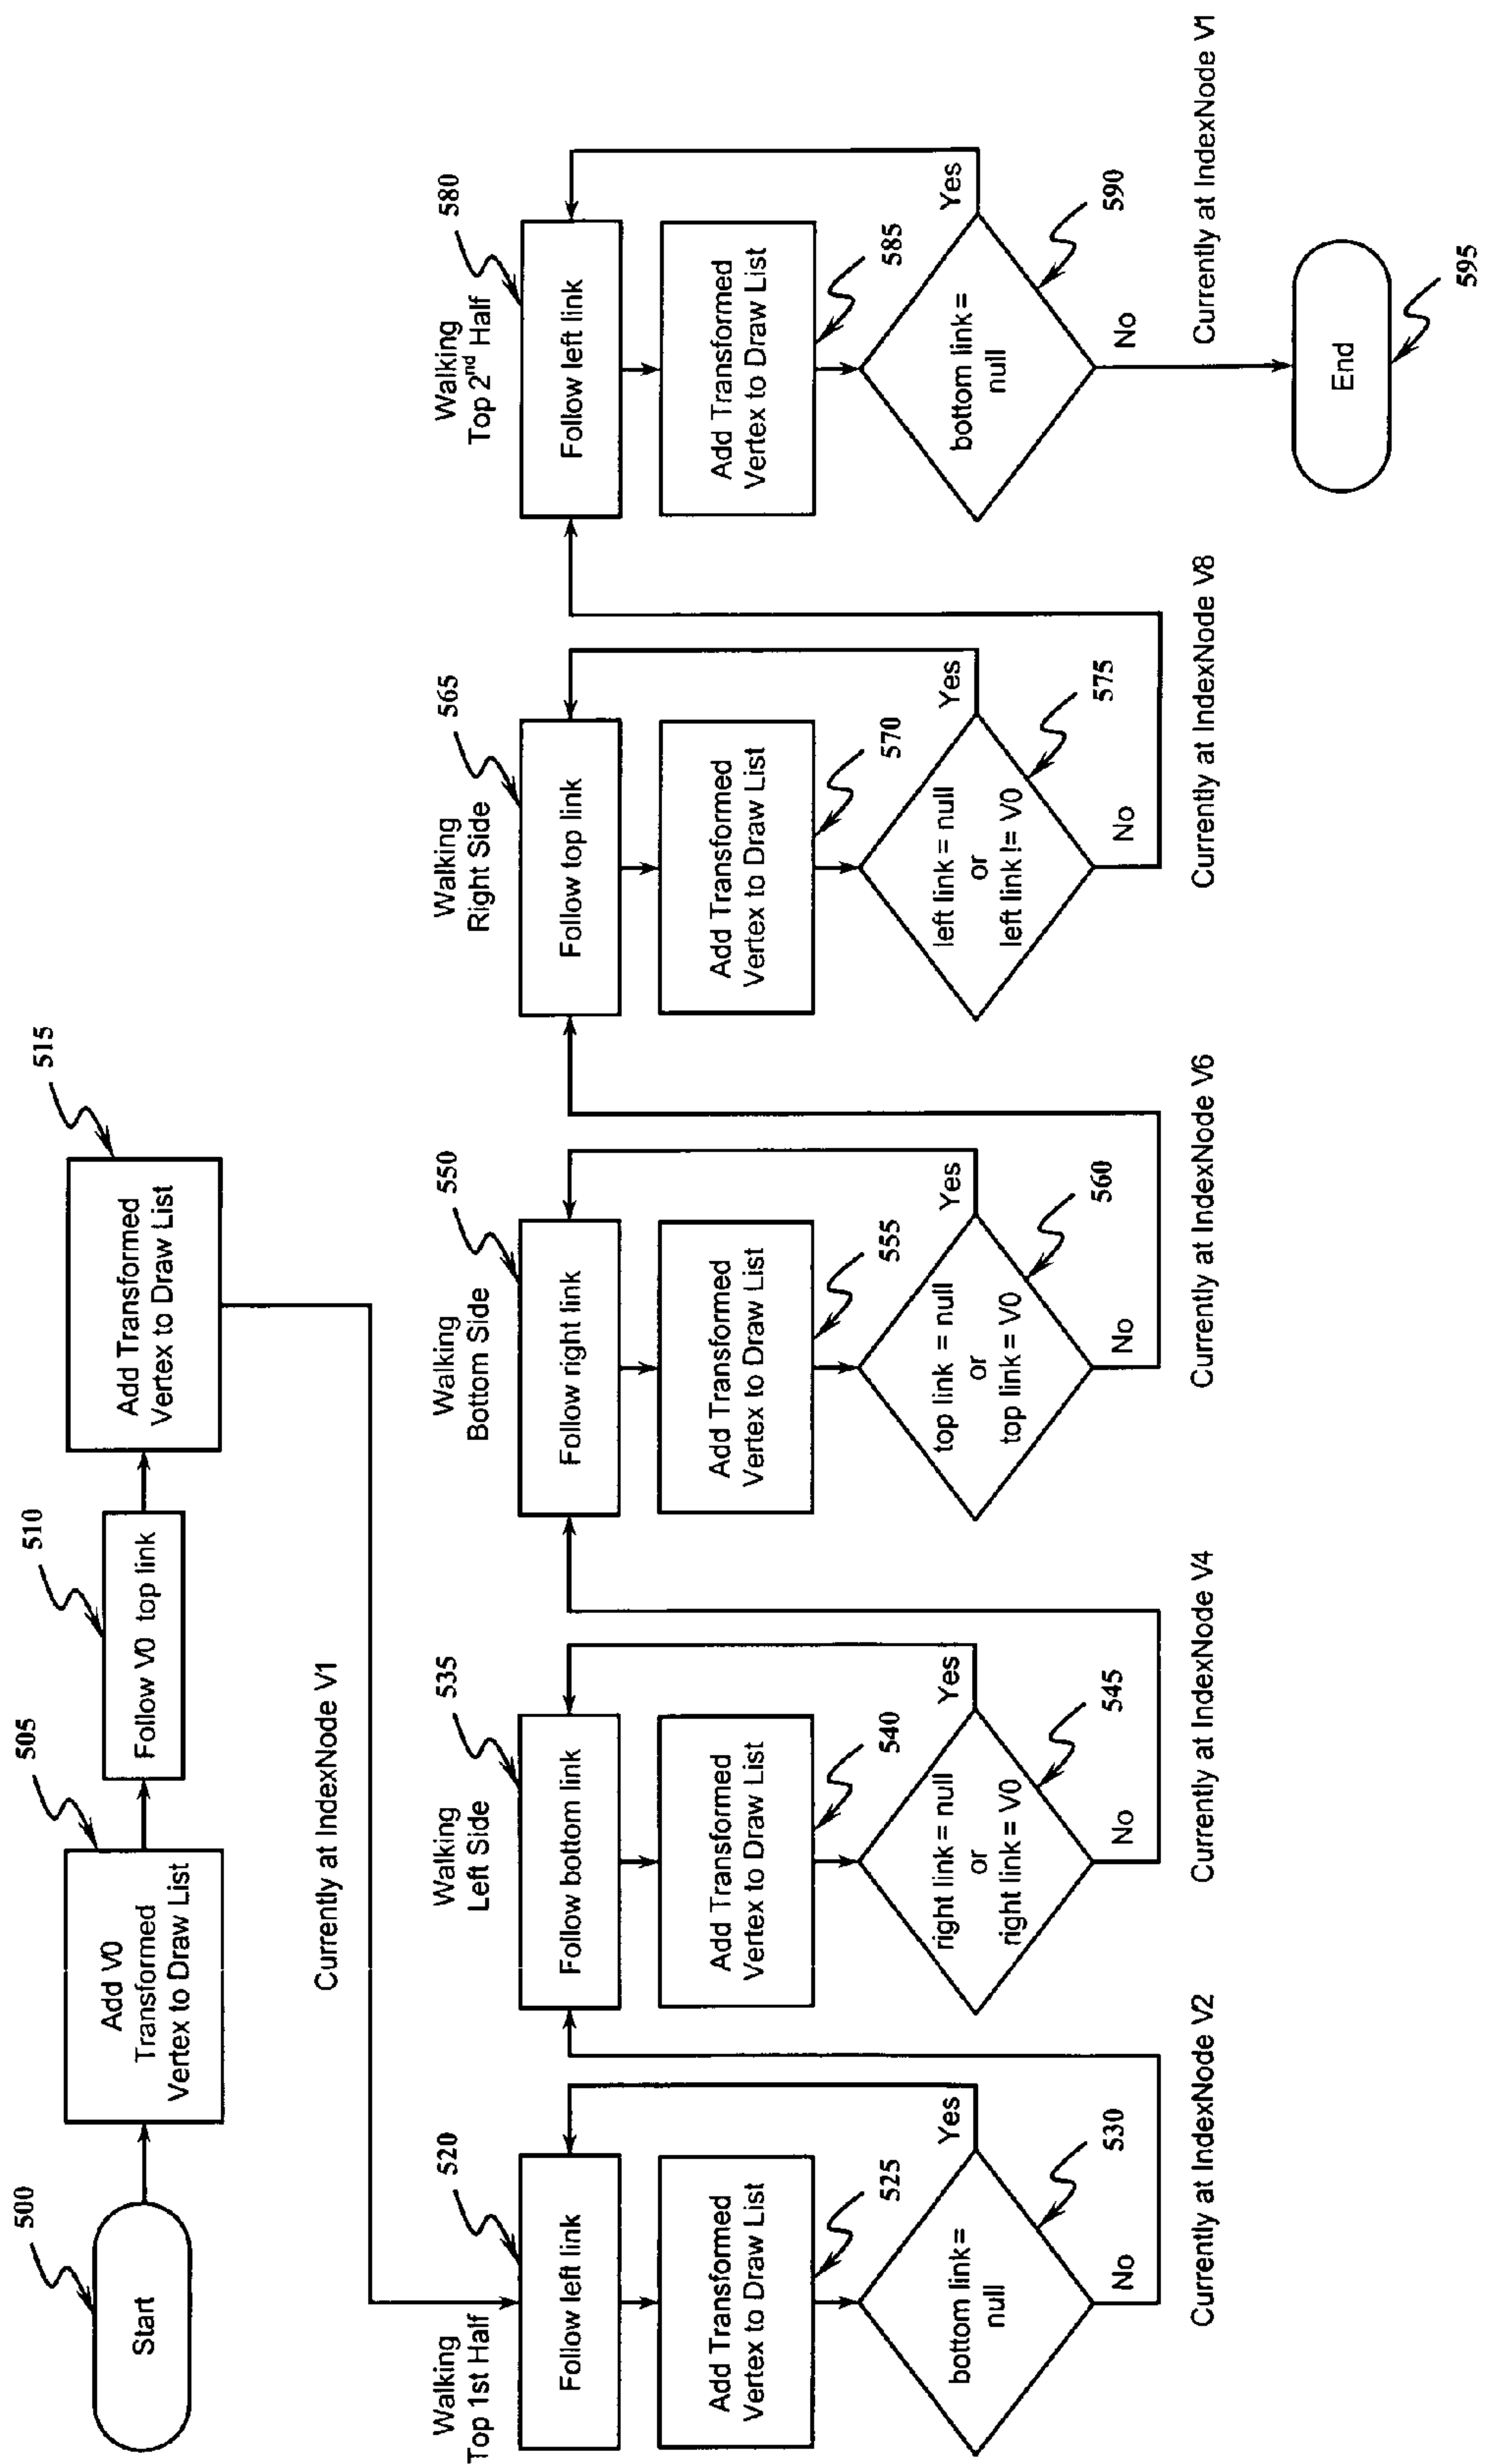 500
Start
505
Add V0
Transformed
Vertex to Draw List
510
Follow V0 top link
515
Add Transformed
Vertex to Draw List
Currently at IndexNode V1
Walking
Top 1st Half
520
Follow left link
Add Transformed
Vertex to Draw List
525
bottom link =
null
Yes
530
No
Currently at IndexNode V2
Walking
Left Side
535
Follow bottom link
Add Transformed
Vertex to Draw List
540
right link = null
or
right link = V0
Yes
545
No
Currently at IndexNode V4
Walking
Bottom Side
550
Follow right link
Add Transformed
Vertex to Draw List
555
top link = null
or
top link = V0
Yes
560
No
Currently at IndexNode V6
Walking
Right Side
565
Follow top link
Add Transformed
Vertex to Draw List
570
left link = null
or
left link != V0
Yes
575
No
Currently at IndexNode V8
Walking
Top 2nd Half
580
Follow left link
Add Transformed
Vertex to Draw List
585
bottom link =
null
Yes
590
No
Currently at IndexNode V1
End
595